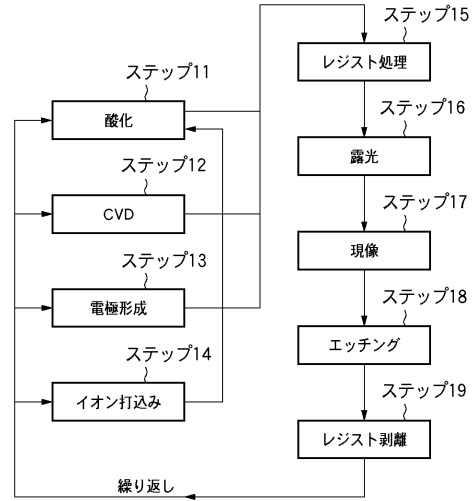 ステップ11
酸化
ステップ12
CVD
ステップ13
電極形成
ステップ14
イオン打込み
ステップ15
レジスト処理
ステップ16
露光
ステップ17
現像
ステップ18
エッチング
ステップ19
レジスト剥離
繰り返し